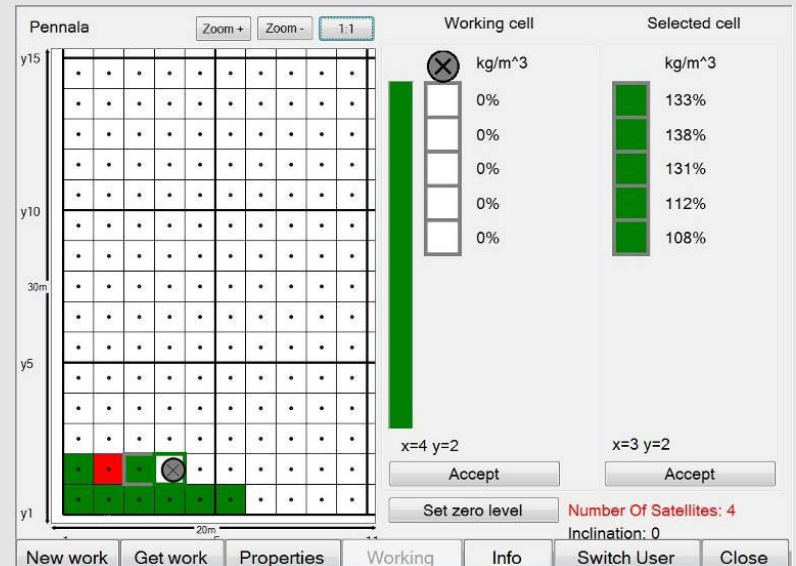 Pennala
Zoom +
Zoom -
1:1
y15
y10
30m
y5
y1
20m
Working cell
kg/m^3
0%
0%
0%
0%
0%
x=4 y=2
Accept
Set zero level
Selected cell
kg/m^3
133%
138%
131%
112%
108%
x=3 y=2
Accept
Number Of Satellites: 4
Inclination: 0
New work Get work Properties Working Info Switch User Close